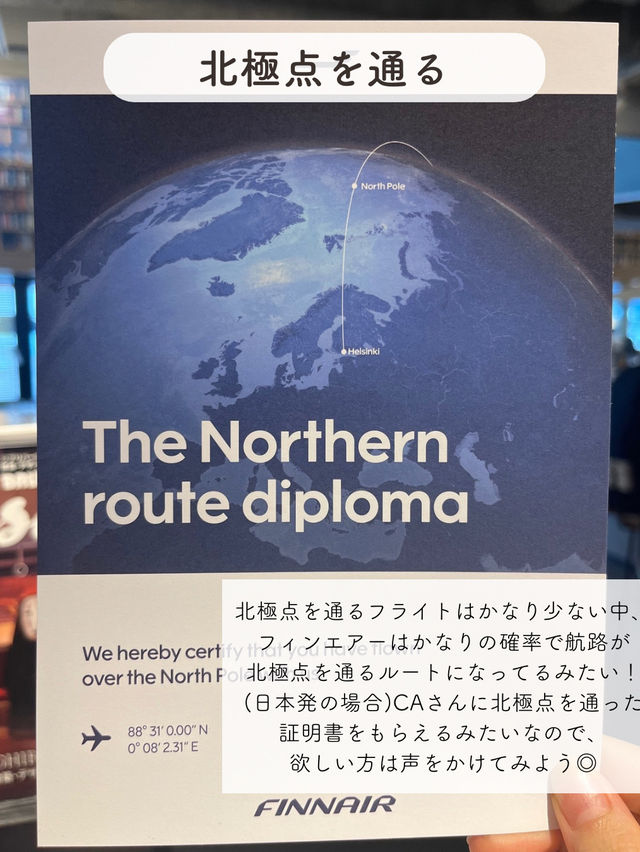 北極点を通る
North Pole
Helsinki
The Northern
route diploma
We hereby certify that you have flown
over the North Pole
88° 31′ 0.00″ N
0° 08′ 2.31″ E
FINNAIR
北極点を通るフライトはかなり少ない中、
フィンエアーはかなりの確率で航路が
北極点を通るルートになってるみたい！
(日本発の場合)CAさんに北極点を通った
証明書をもらえるみたいなので、
欲しい方は声をかけてみよう◎